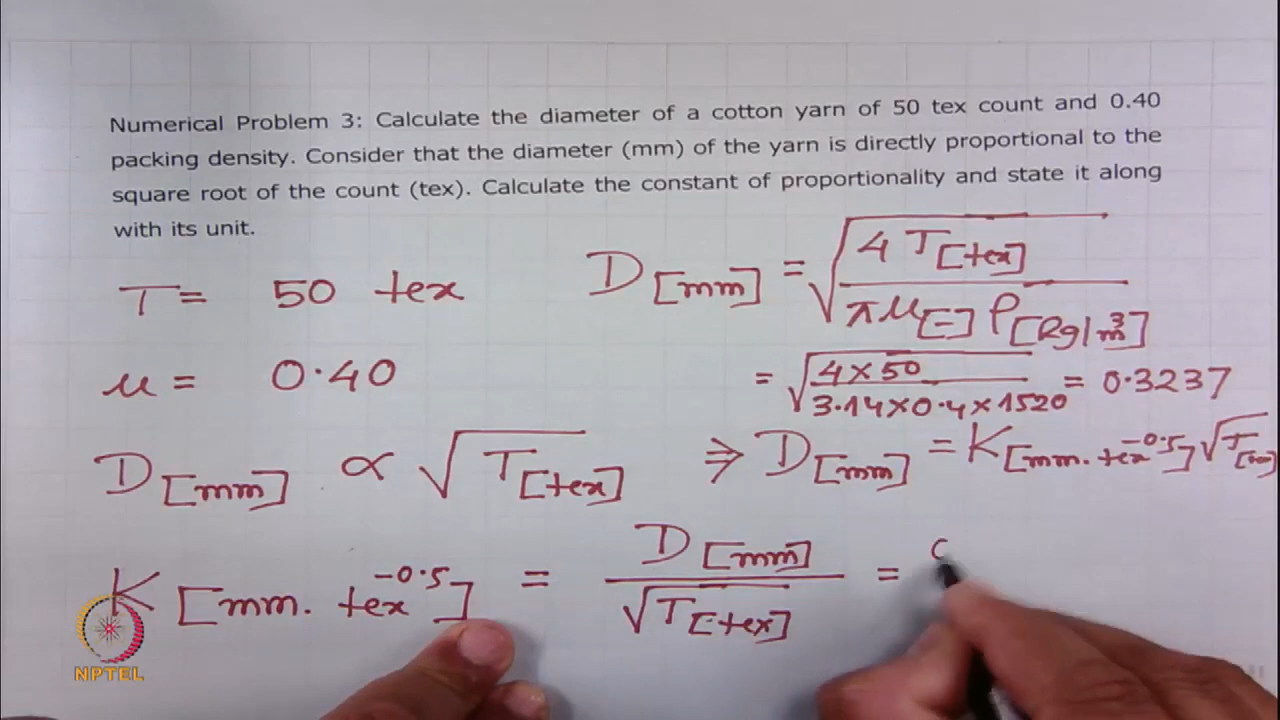 Numerical Problem 3: Calculate the diameter of a cotton yarn of 50 tex count and 0.40
packing density. Consider that the diameter (mm) of the yarn is directly proportional to the
square root of the count (tex). Calculate the constant of proportionality and state it along
with its unit.
T = 50 tex
D[mm] = √(4 T[tex] / π μ[-] ρ[kg/m³])
μ = 0.40
= √(4×50 / 3.14×0.4×1520) = 0.3237
D[mm] ∝ √T[tex] ⇒ D[mm] = K[mm. tex^-0.5] √T[tex]
K [mm. tex^-0.5] = D[mm] / √T[tex] =
NPTEL